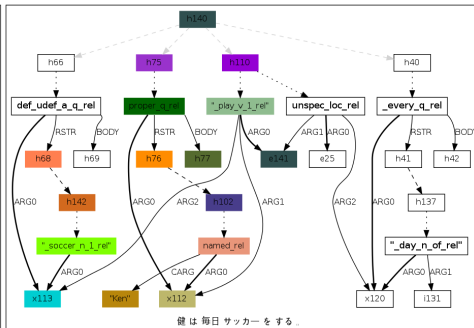 h140
h66 h75 h110 h40
def_udef_a_q_rel proper_q_rel "_play_v_1_rel" unspec_loc_rel _every_q_rel
RSTR BODY RSTR BODY ARG0 ARG1 ARG0 RSTR BODY
h68 h69 h76 h77 e141 e25 h41 h42
h142 h102 h137
ARG0 ARG0 ARG2 ARG1 ARG2 ARG0
"_soccer_n_1_rel" named_rel "_day_n_of_rel"
ARG0 CARG ARG0 ARG0 ARG1
x113 "Ken" x112 x120 i131
健 は 毎日 サッカー を する 。